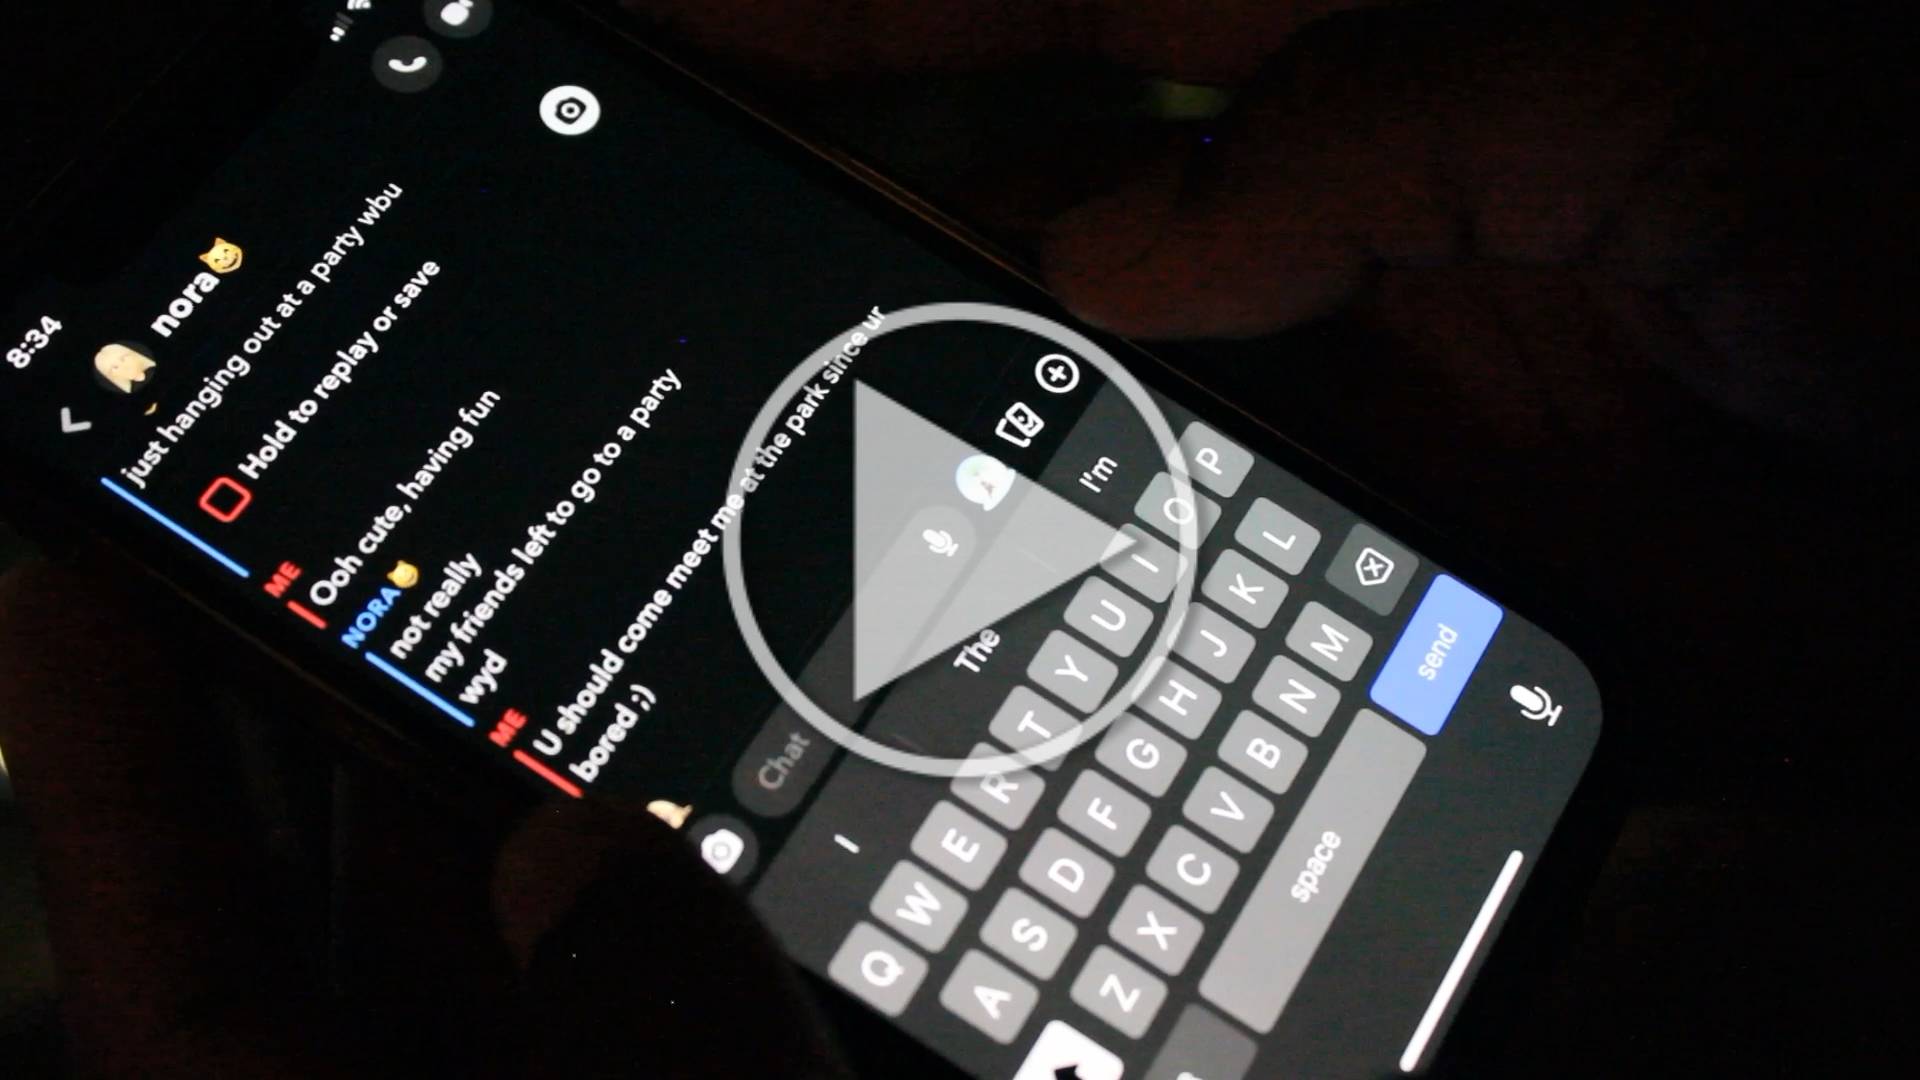 8:34
nora
just hanging out at a party wbu
Hold to replay or save
ME
Ooh cute, having fun
NORA
not really
my friends left to go to a party
wyd
ME
U should come meet me at the park since ur
bored ;)
Chat
I
The
I'm
Q W E R T Y U I O P
A S D F G H J K L
Z X C V B N M
space
send